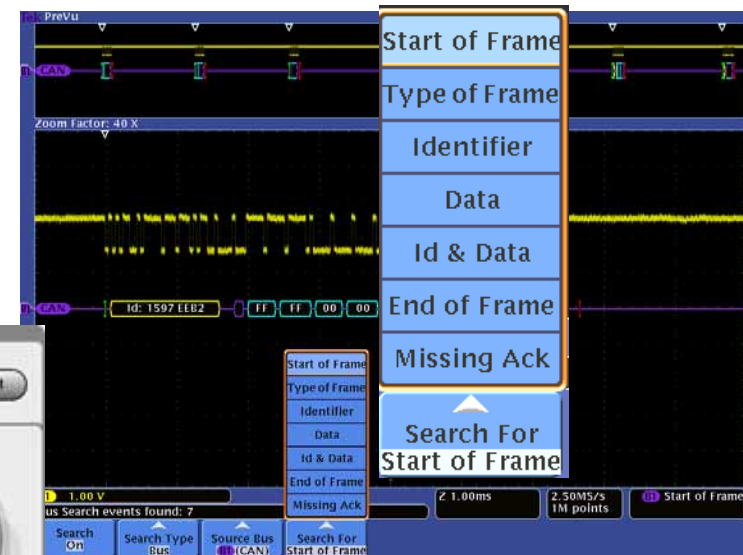 Tek PreVu
CAN
Zoom Factor: 40 X
CAN
Id: 1597 EEB2
FF
FF
00
00
Start of Frame
Type of Frame
Identifier
Data
Id & Data
End of Frame
Missing Ack
Search For
Start of Frame
Start of Frame
Type of Frame
Identifier
Data
Id & Data
End of Frame
Missing Ack
1.00 V
Z 1.00ms
2.50MS/s
1M points
B1 Start of Frame
us Search events found: 7
Search
On
Search Type
Bus
Source Bus
B1 (CAN)
Search For
Start of Frame